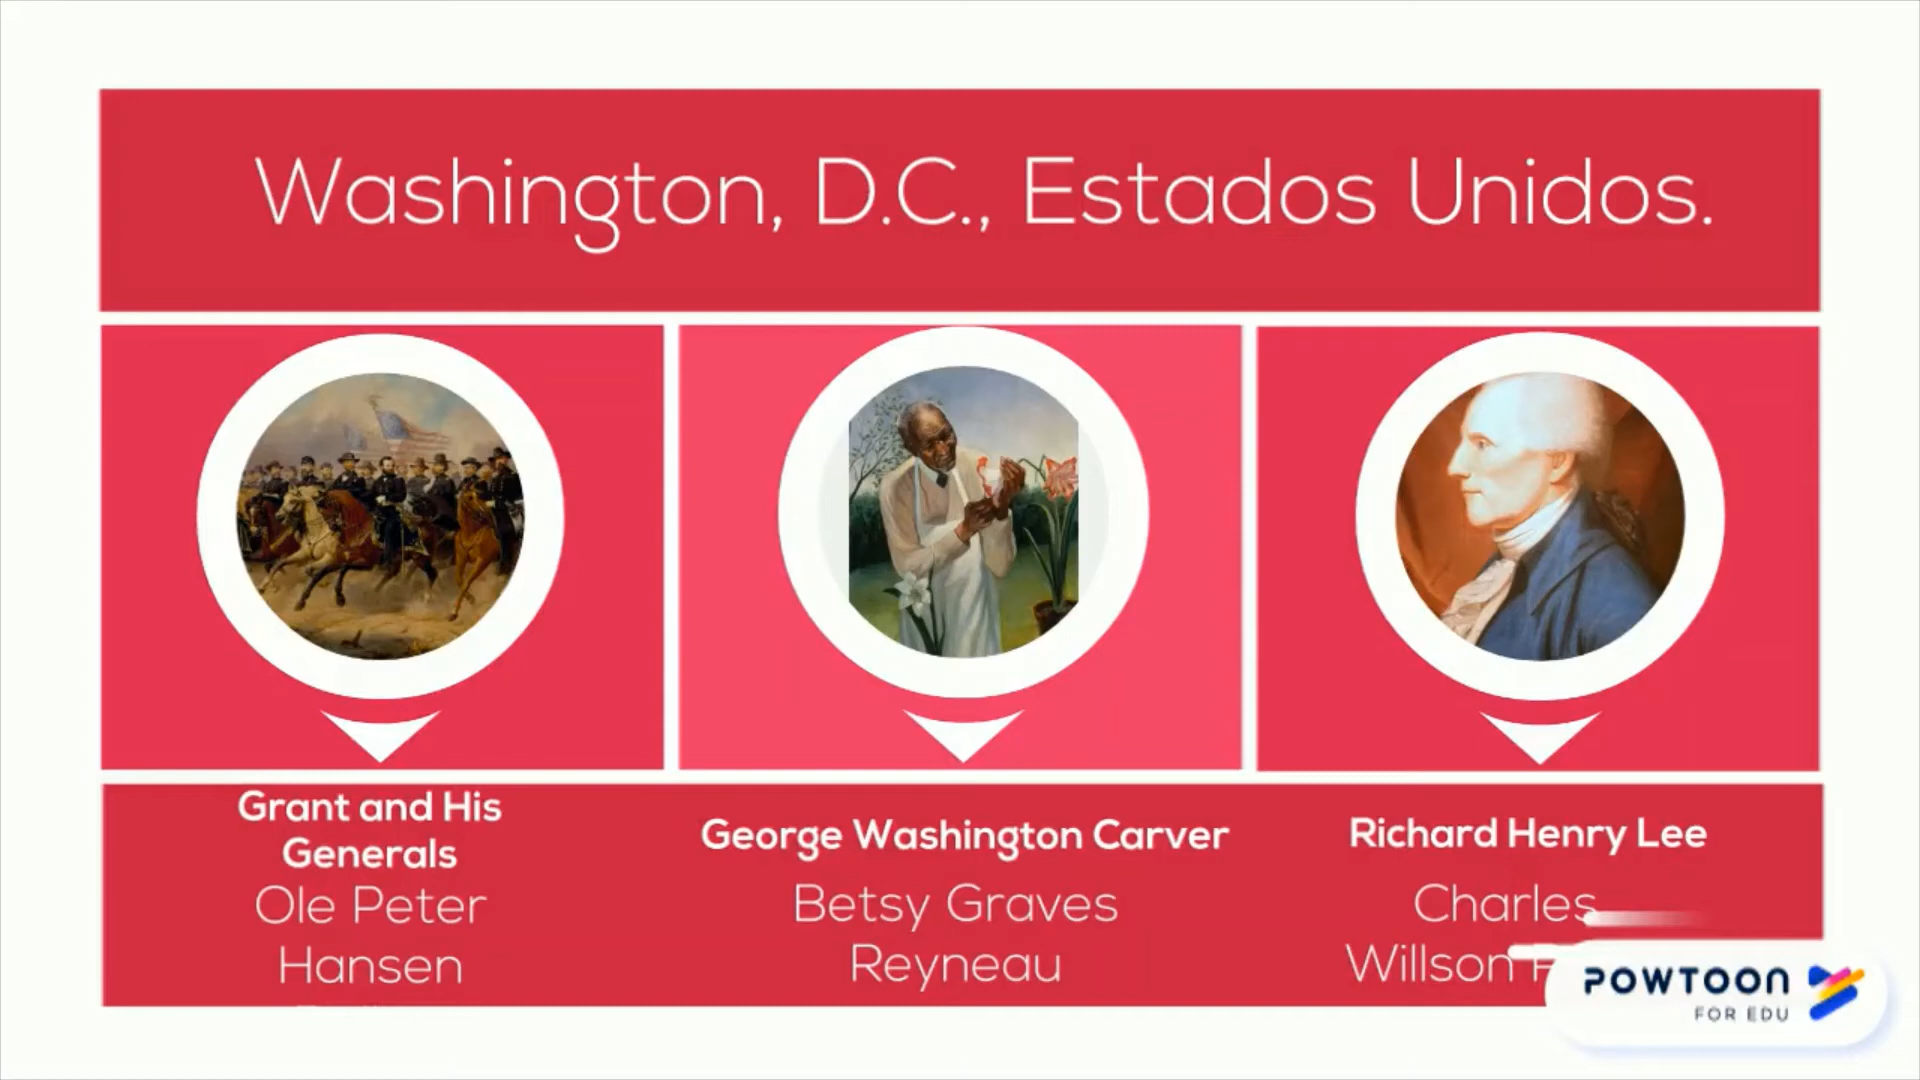 Washington, D.C., Estados Unidos.
Grant and His
Generals
Ole Peter
Hansen
George Washington Carver
Betsy Graves
Reyneau
Richard Henry Lee
Charles
Willson
POWTOON
FOR EDU